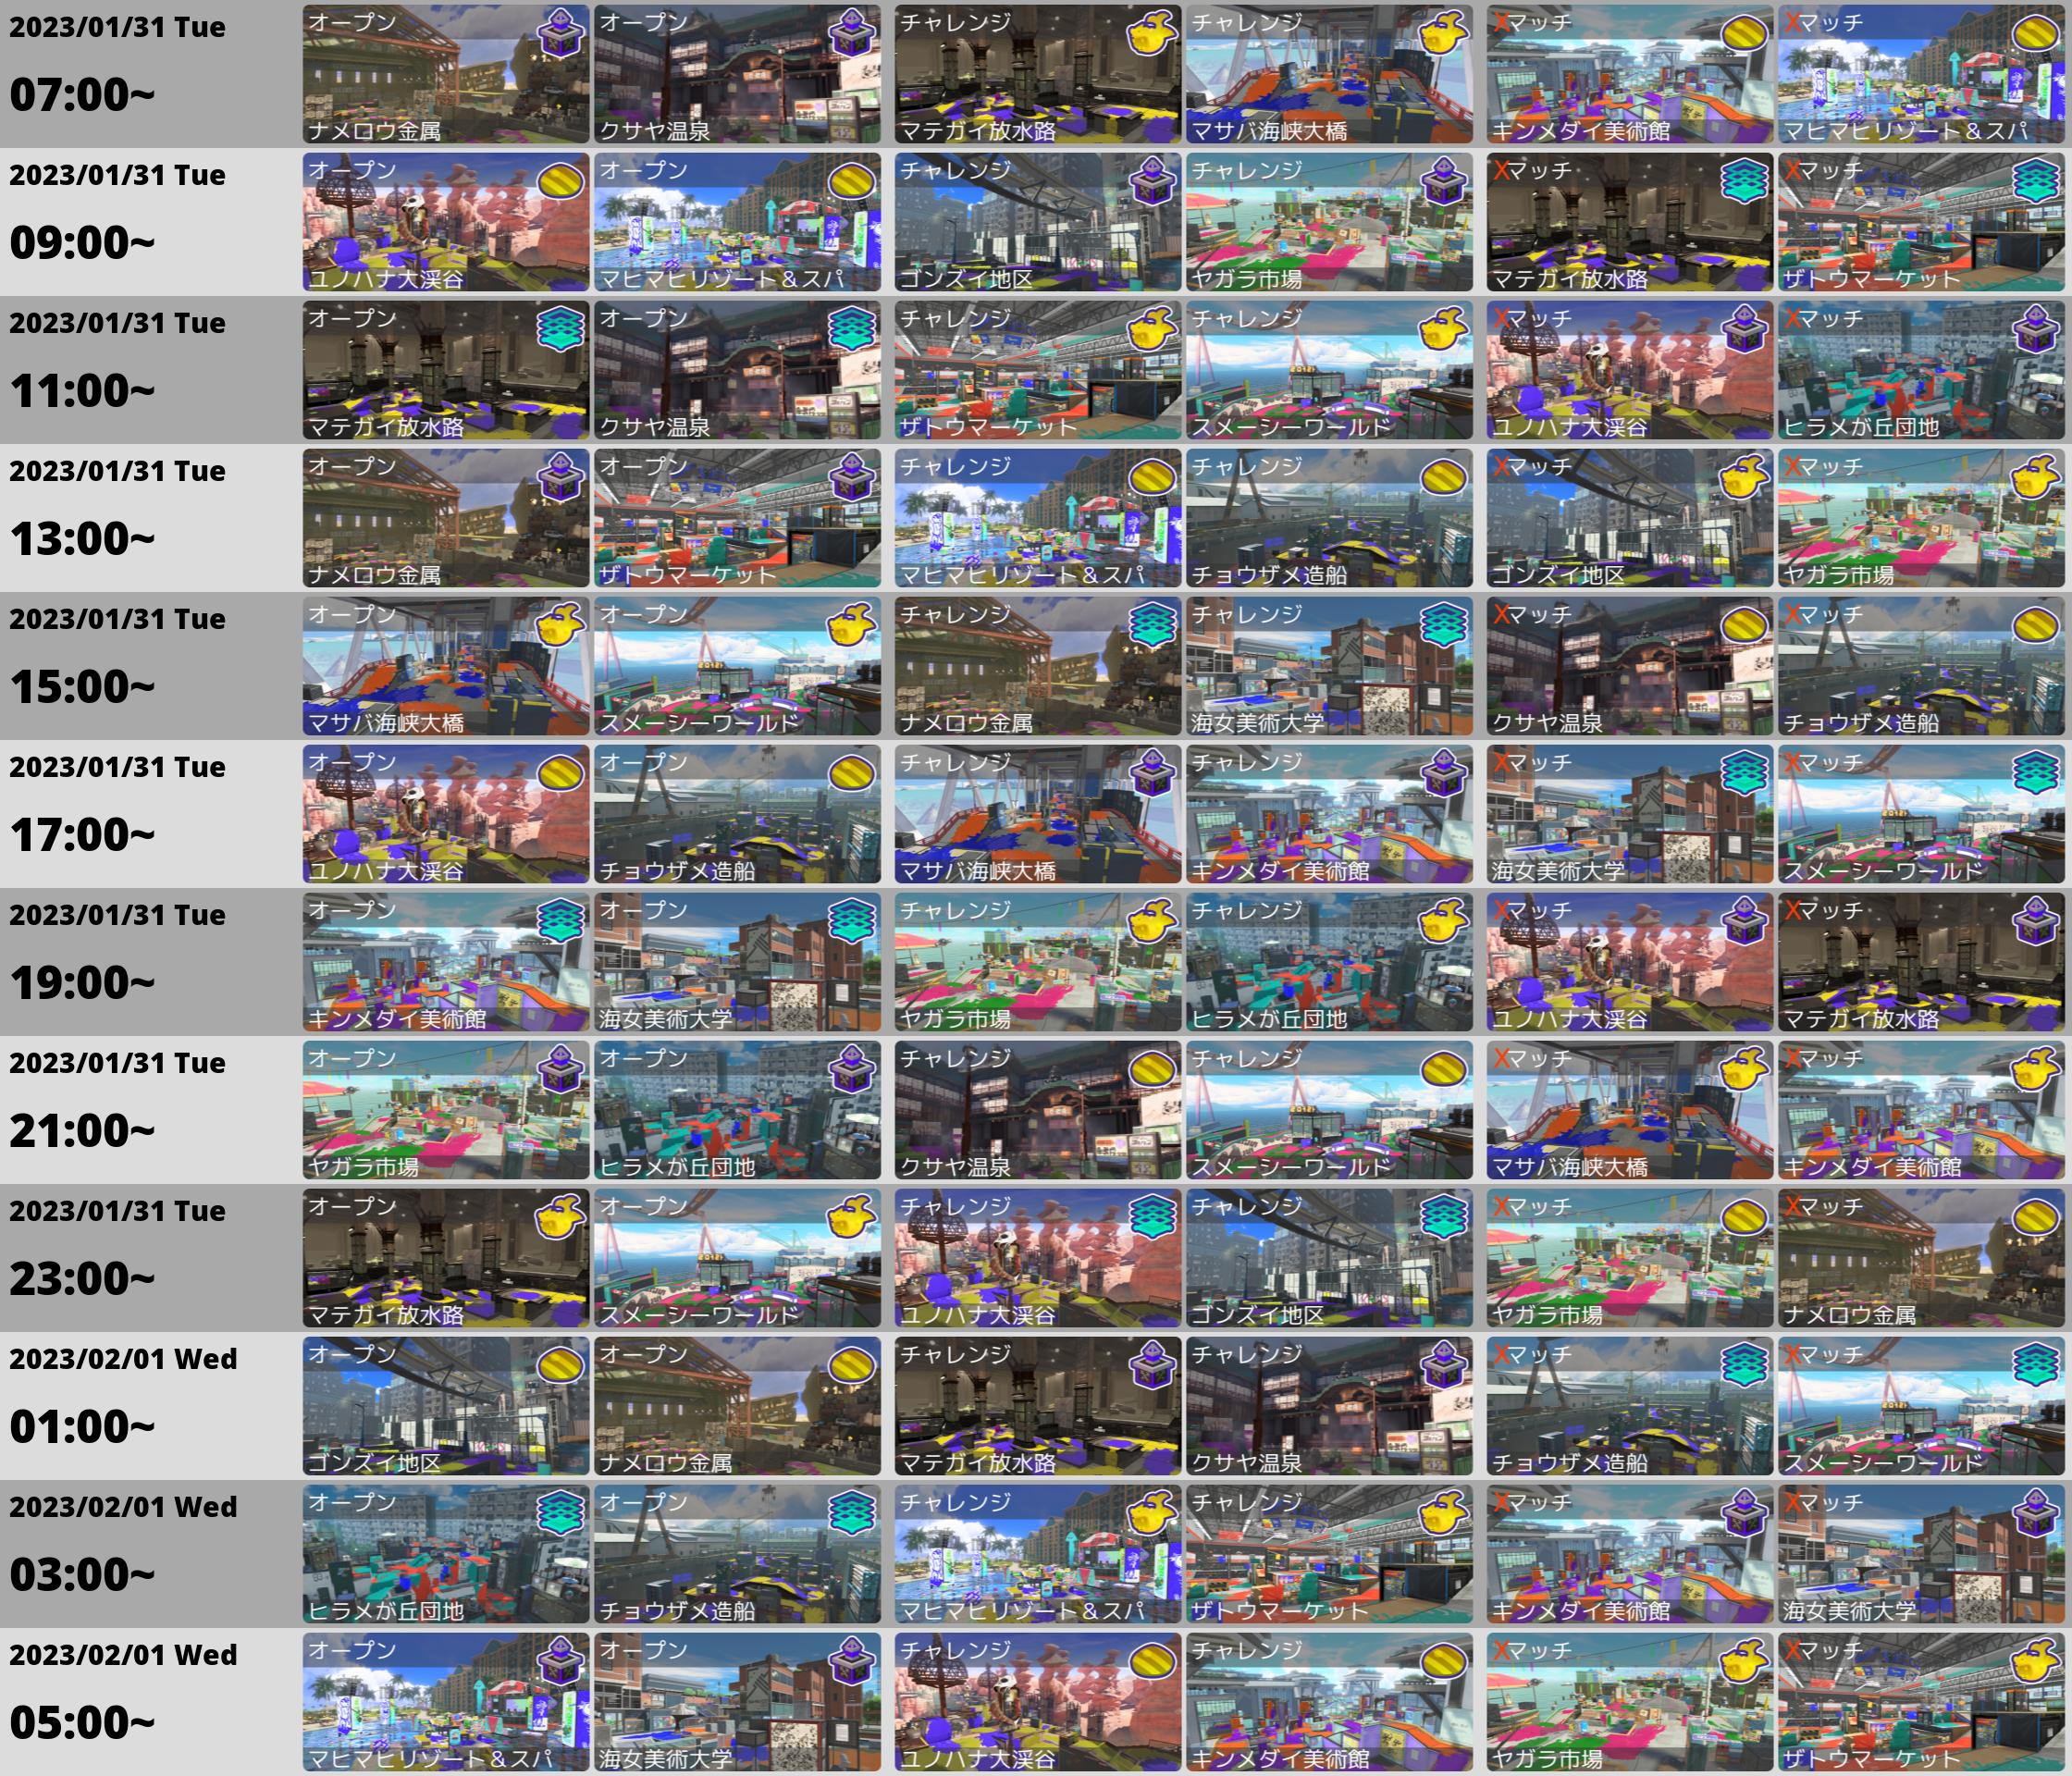 2023/01/31 Tue
07:00~
オープン オープン チャレンジ チャレンジ Xマッチ Xマッチ
ナメロウ金属 クサヤ温泉 マテガイ放水路 マサバ海峡大橋 キンメダイ美術館 マヒマヒリゾート&スパ
2023/01/31 Tue
09:00~
オープン オープン チャレンジ チャレンジ Xマッチ Xマッチ
ユノハナ大渓谷 マヒマヒリゾート&スパ ゴンズイ地区 ヤガラ市場 マテガイ放水路 ザトウマーケット
2023/01/31 Tue
11:00~
オープン オープン チャレンジ チャレンジ Xマッチ Xマッチ
マテガイ放水路 クサヤ温泉 ザトウマーケット スメーシーワールド ユノハナ大渓谷 ヒラメが丘団地
2023/01/31 Tue
13:00~
オープン オープン チャレンジ チャレンジ Xマッチ Xマッチ
ナメロウ金属 ザトウマーケット マヒマヒリゾート&スパ チョウザメ造船 ゴンズイ地区 ヤガラ市場
2023/01/31 Tue
15:00~
オープン オープン チャレンジ チャレンジ Xマッチ Xマッチ
マサバ海峡大橋 スメーシーワールド ナメロウ金属 海女美術大学 クサヤ温泉 チョウザメ造船
2023/01/31 Tue
17:00~
オープン オープン チャレンジ チャレンジ Xマッチ Xマッチ
ユノハナ大渓谷 チョウザメ造船 マサバ海峡大橋 キンメダイ美術館 海女美術大学 スメーシーワールド
2023/01/31 Tue
19:00~
オープン オープン チャレンジ チャレンジ Xマッチ Xマッチ
キンメダイ美術館 海女美術大学 ヤガラ市場 ヒラメが丘団地 ユノハナ大渓谷 マテガイ放水路
2023/01/31 Tue
21:00~
オープン オープン チャレンジ チャレンジ Xマッチ Xマッチ
ヤガラ市場 ヒラメが丘団地 クサヤ温泉 スメーシーワールド マサバ海峡大橋 キンメダイ美術館
2023/01/31 Tue
23:00~
オープン オープン チャレンジ チャレンジ Xマッチ Xマッチ
マテガイ放水路 スメーシーワールド ユノハナ大渓谷 ゴンズイ地区 ヤガラ市場 ナメロウ金属
2023/02/01 Wed
01:00~
オープン オープン チャレンジ チャレンジ Xマッチ Xマッチ
ゴンズイ地区 ナメロウ金属 マテガイ放水路 クサヤ温泉 チョウザメ造船 スメーシーワールド
2023/02/01 Wed
03:00~
オープン オープン チャレンジ チャレンジ Xマッチ Xマッチ
ヒラメが丘団地 チョウザメ造船 マヒマヒリゾート&スパ ザトウマーケット キンメダイ美術館 海女美術大学
2023/02/01 Wed
05:00~
オープン オープン チャレンジ チャレンジ Xマッチ Xマッチ
マヒマヒリゾート&スパ 海女美術大学 ユノハナ大渓谷 キンメダイ美術館 ヤガラ市場 ザトウマーケット